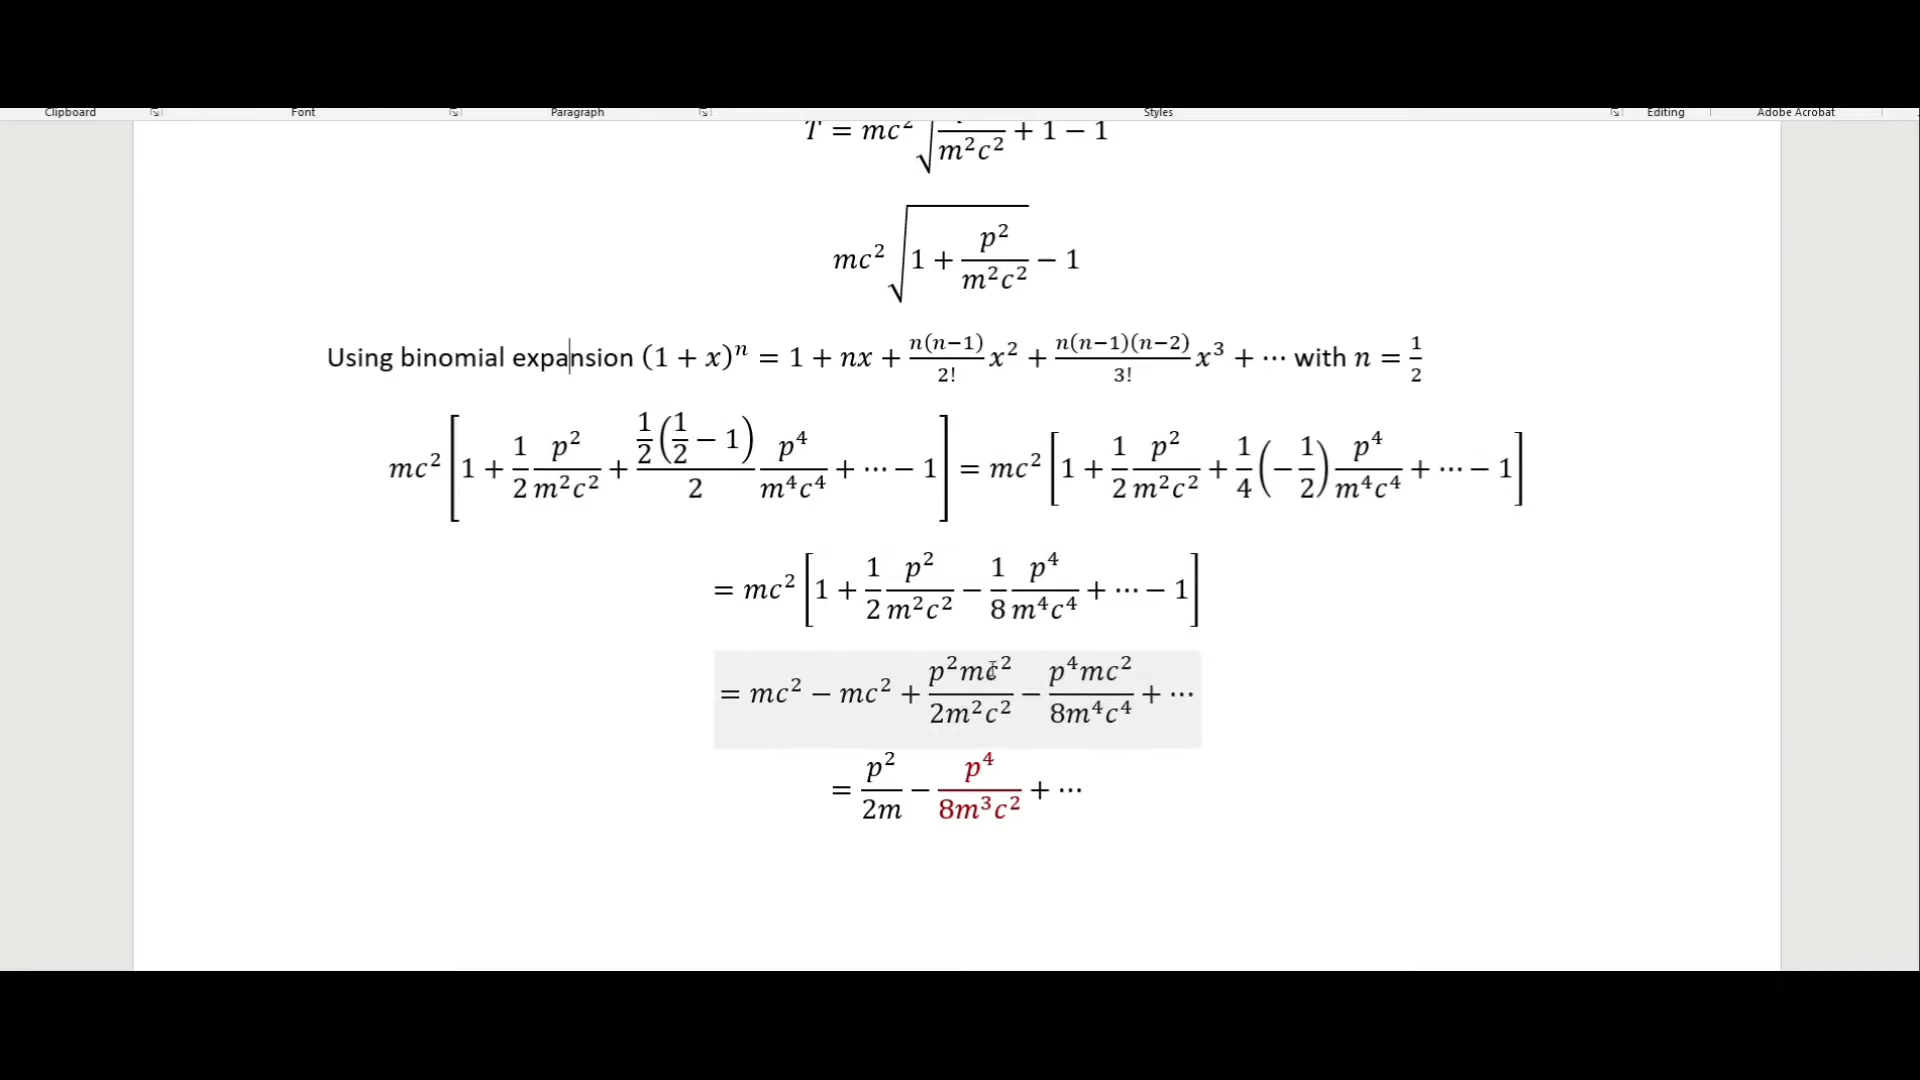 Clipboard Font Paragraph Styles Editing Adobe Acrobat
T = mc² √( / m²c²) + 1 − 1
mc² √(1 + p²/m²c²) − 1
Using binomial expansion (1 + x)ⁿ = 1 + nx + n(n−1)/2! x² + n(n−1)(n−2)/3! x³ + ⋯ with n = 1/2
mc² [1 + 1/2 p²/m²c² + 1/2(1/2 − 1)/2 p⁴/m⁴c⁴ + ⋯ − 1] = mc² [1 + 1/2 p²/m²c² + 1/4(−1/2) p⁴/m⁴c⁴ + ⋯ − 1]
= mc² [1 + 1/2 p²/m²c² − 1/8 p⁴/m⁴c⁴ + ⋯ − 1]
= mc² − mc² + p²mc²/2m²c² − p⁴mc²/8m⁴c⁴ + ⋯
= p²/2m − p⁴/8m³c² + ⋯